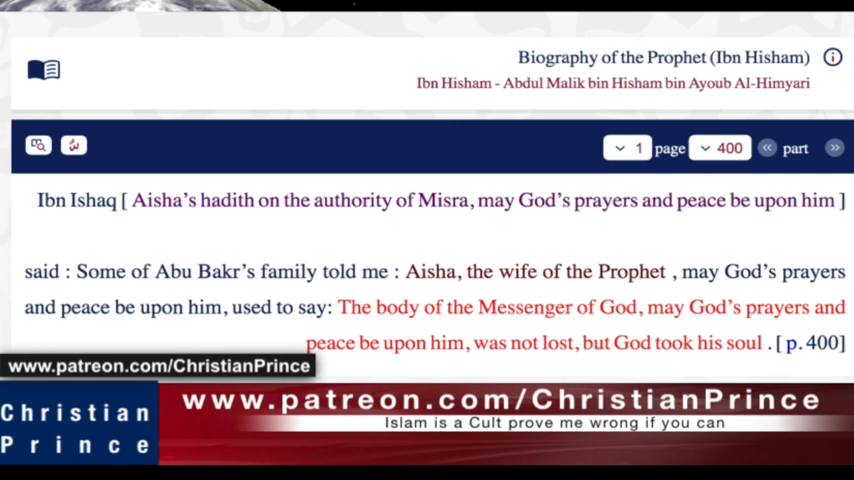 Biography of the Prophet (Ibn Hisham)
Ibn Hisham - Abdul Malik bin Hisham bin Ayoub Al-Himyari
1 page 400 part
Ibn Ishaq [ Aisha's hadith on the authority of Misra, may God's prayers and peace be upon him ]
said : Some of Abu Bakr's family told me : Aisha, the wife of the Prophet , may God's prayers
and peace be upon him, used to say: The body of the Messenger of God, may God's prayers and
peace be upon him, was not lost, but God took his soul . [ p. 400]
www.patreon.com/ChristianPrince
Christian
Prince
www.patreon.com/ChristianPrince
Islam is a Cult prove me wrong if you can